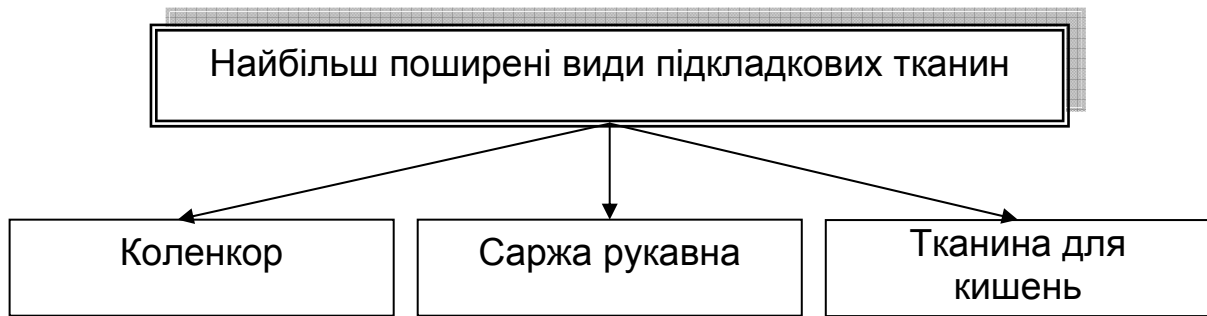 Найбільш поширені види підкладкових тканин
Коленкор
Саржа рукавна
Тканина для
кишень